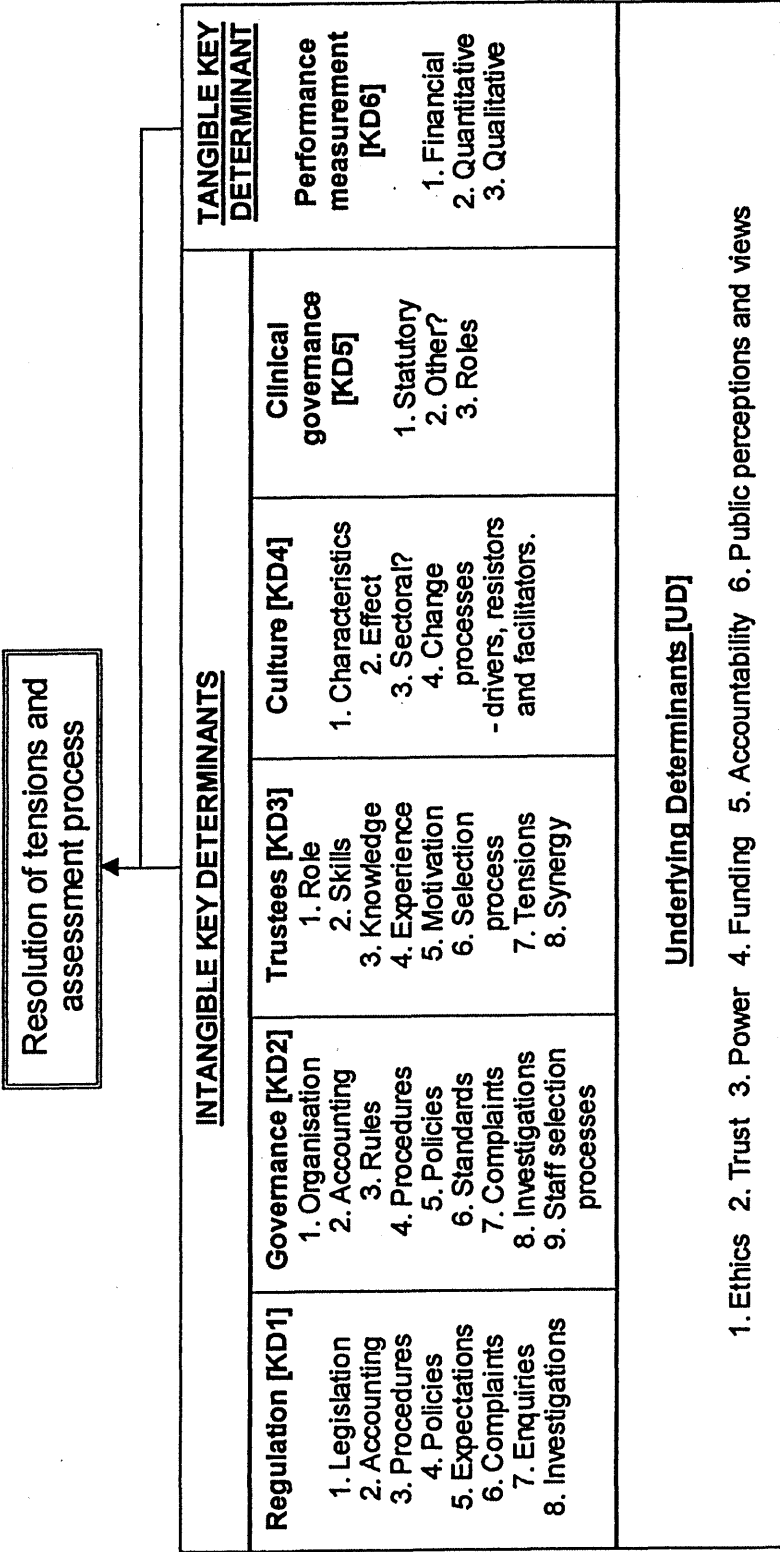 Resolution of tensions and
assessment process
INTANGIBLE KEY DETERMINANTS
TANGIBLE KEY
DETERMINANT
Regulation [KD1]
1. Legislation
2. Accounting
3. Procedures
4. Policies
5. Expectations
6. Complaints
7. Enquiries
8. Investigations
Governance [KD2]
1. Organisation
2. Accounting
3. Rules
4. Procedures
5. Policies
6. Standards
7. Complaints
8. Investigations
9. Staff selection
processes
Trustees [KD3]
1. Role
2. Skills
3. Knowledge
4. Experience
5. Motivation
6. Selection
process
7. Tensions
8. Synergy
Culture [KD4]
1. Characteristics
2. Effect
3. Sectoral?
4. Change
processes
- drivers, resistors
and facilitators.
Clinical
governance
[KD5]
1. Statutory
2. Other?
3. Roles
Performance
measurement
[KD6]
1. Financial
2. Quantitative
3. Qualitative
Underlying Determinants [UD]
1. Ethics 2. Trust 3. Power 4. Funding 5. Accountability 6. Public perceptions and views